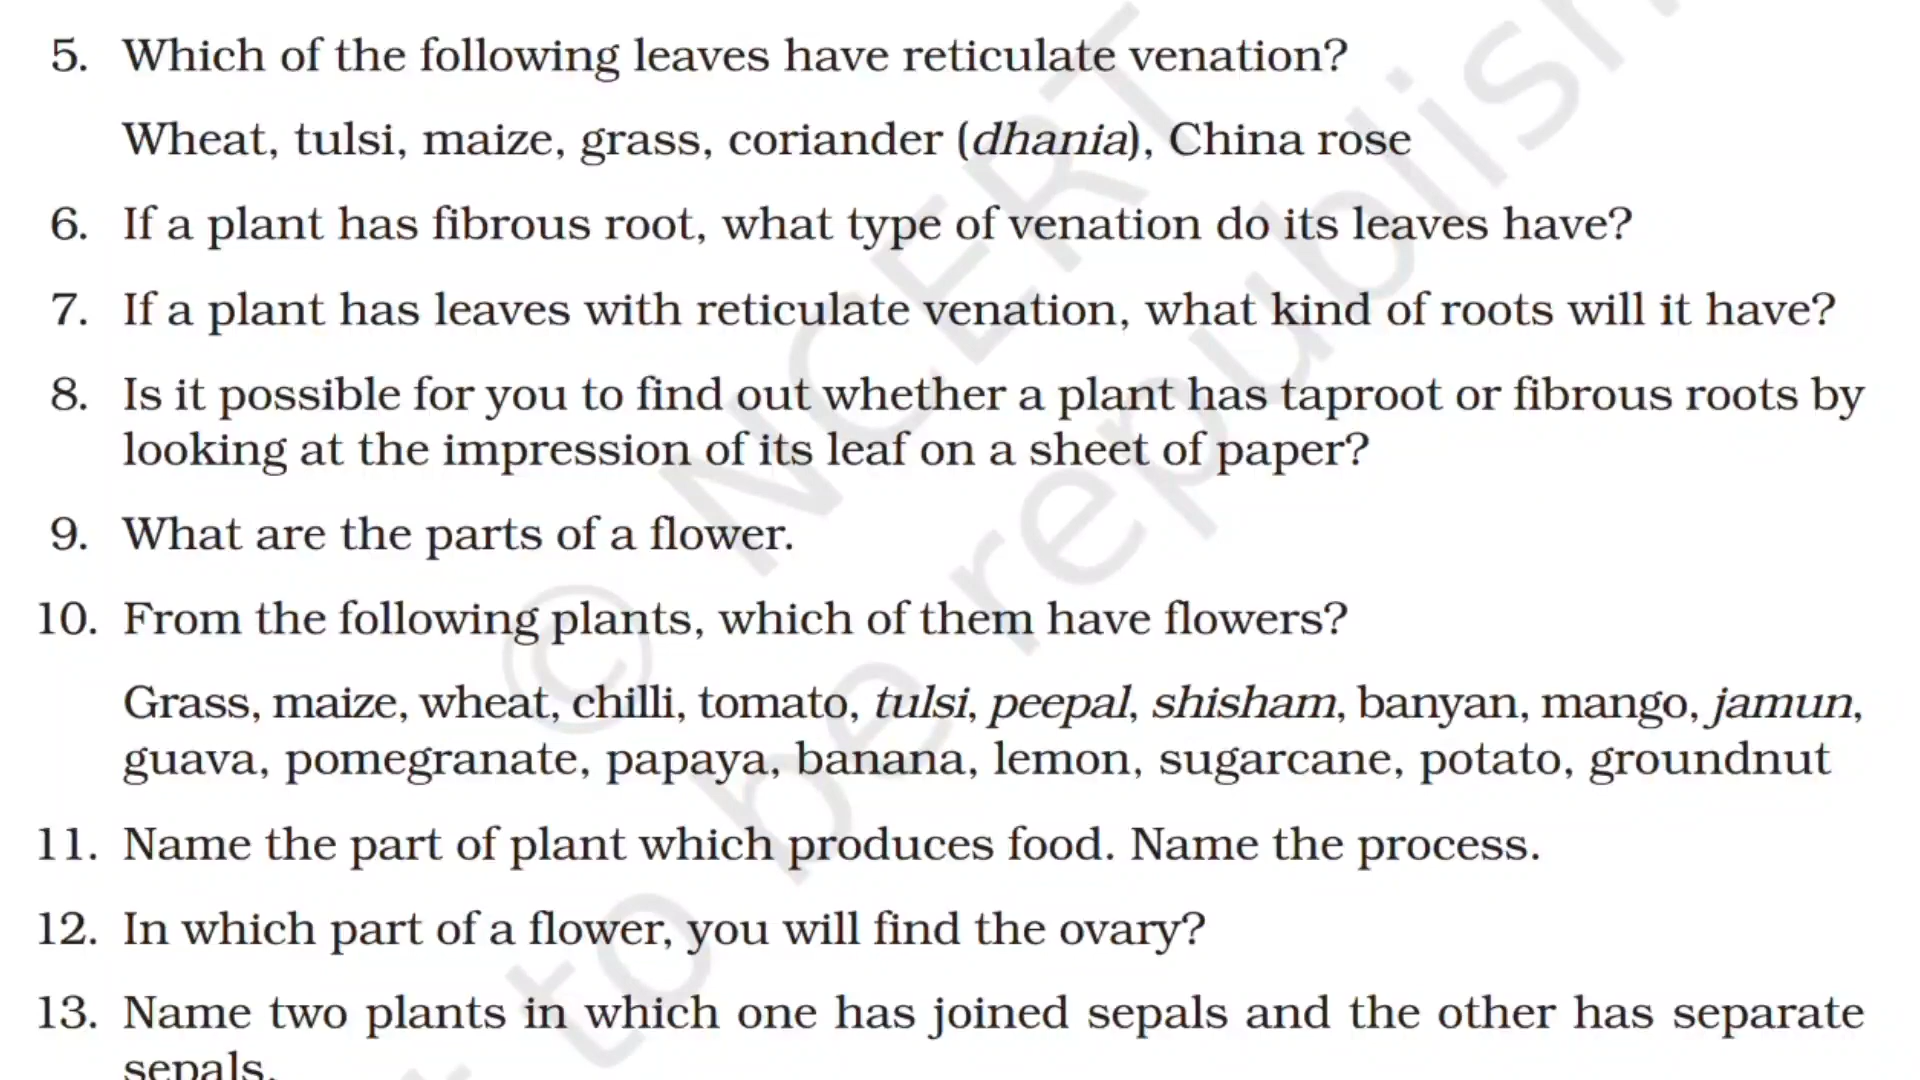 5. Which of the following leaves have reticulate venation?
Wheat, tulsi, maize, grass, coriander (dhania), China rose
6. If a plant has fibrous root, what type of venation do its leaves have?
7. If a plant has leaves with reticulate venation, what kind of roots will it have?
8. Is it possible for you to find out whether a plant has taproot or fibrous roots by
looking at the impression of its leaf on a sheet of paper?
9. What are the parts of a flower.
10. From the following plants, which of them have flowers?
Grass, maize, wheat, chilli, tomato, tulsi, peepal, shisham, banyan, mango, jamun,
guava, pomegranate, papaya, banana, lemon, sugarcane, potato, groundnut
11. Name the part of plant which produces food. Name the process.
12. In which part of a flower, you will find the ovary?
13. Name two plants in which one has joined sepals and the other has separate
sepals.
© NCERT
to be republish